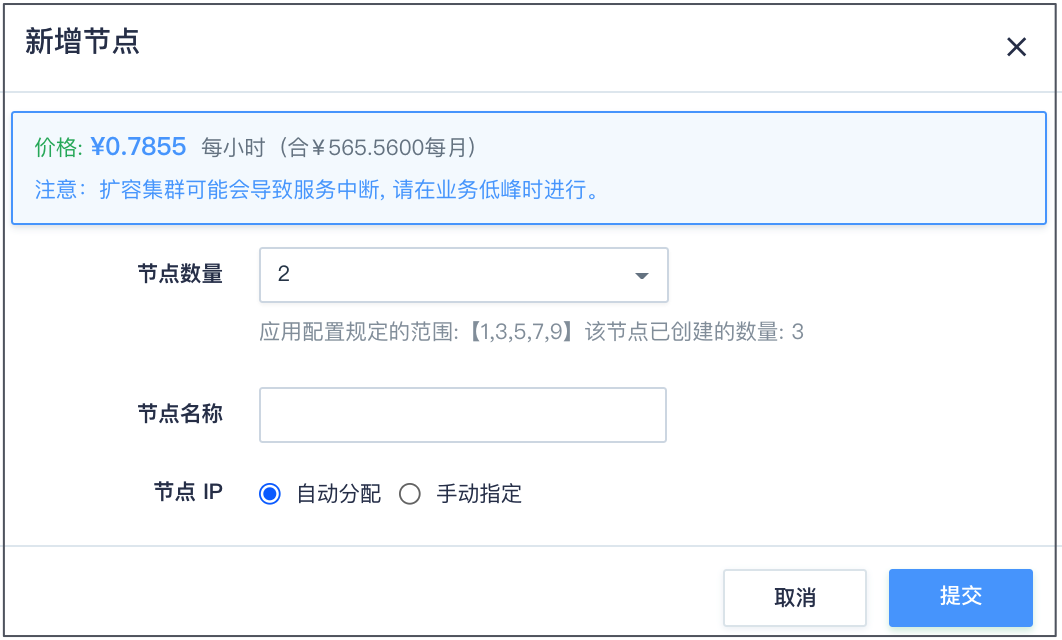 新增节点
价格: ¥0.7855 每小时（合￥565.5600每月）
注意：扩容集群可能会导致服务中断, 请在业务低峰时进行。
节点数量 2
应用配置规定的范围:【1,3,5,7,9】该节点已创建的数量: 3
节点名称
节点 IP 自动分配 手动指定
取消 提交